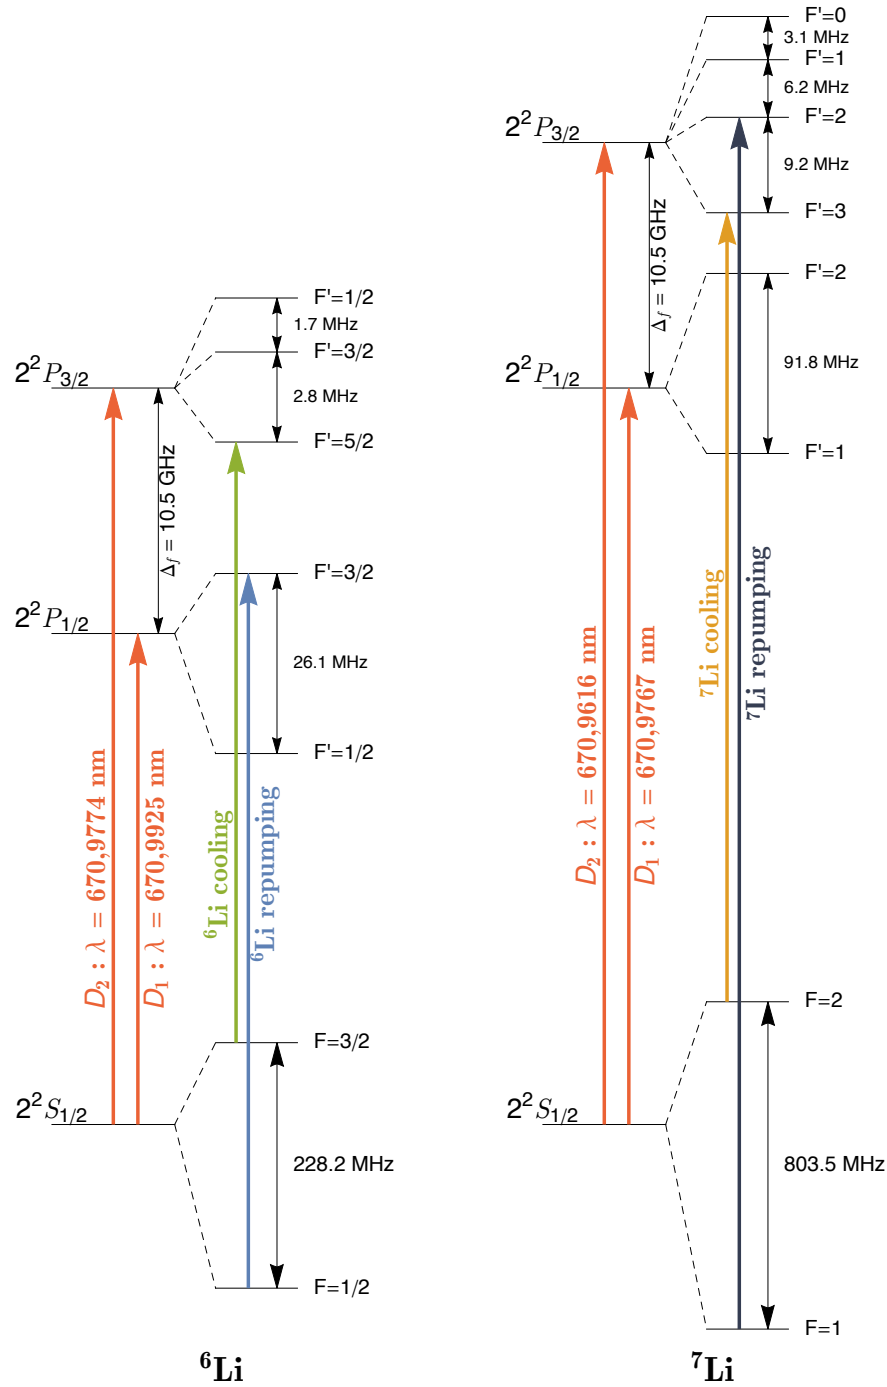 F'=1/2
1.7 MHz
F'=3/2
2²P3/2
2.8 MHz
F'=5/2
Δf = 10.5 GHz
F'=3/2
2²P1/2
26.1 MHz
F'=1/2
D2 : λ = 670,9774 nm
D1 : λ = 670,9925 nm
⁶Li cooling
⁶Li repumping
F=3/2
2²S1/2
228.2 MHz
F=1/2
⁶Li
F'=0
3.1 MHz
F'=1
6.2 MHz
F'=2
2²P3/2
9.2 MHz
F'=3
Δf = 10.5 GHz
F'=2
2²P1/2
91.8 MHz
F'=1
D2 : λ = 670,9616 nm
D1 : λ = 670,9767 nm
⁷Li cooling
⁷Li repumping
F=2
2²S1/2
803.5 MHz
F=1
⁷Li